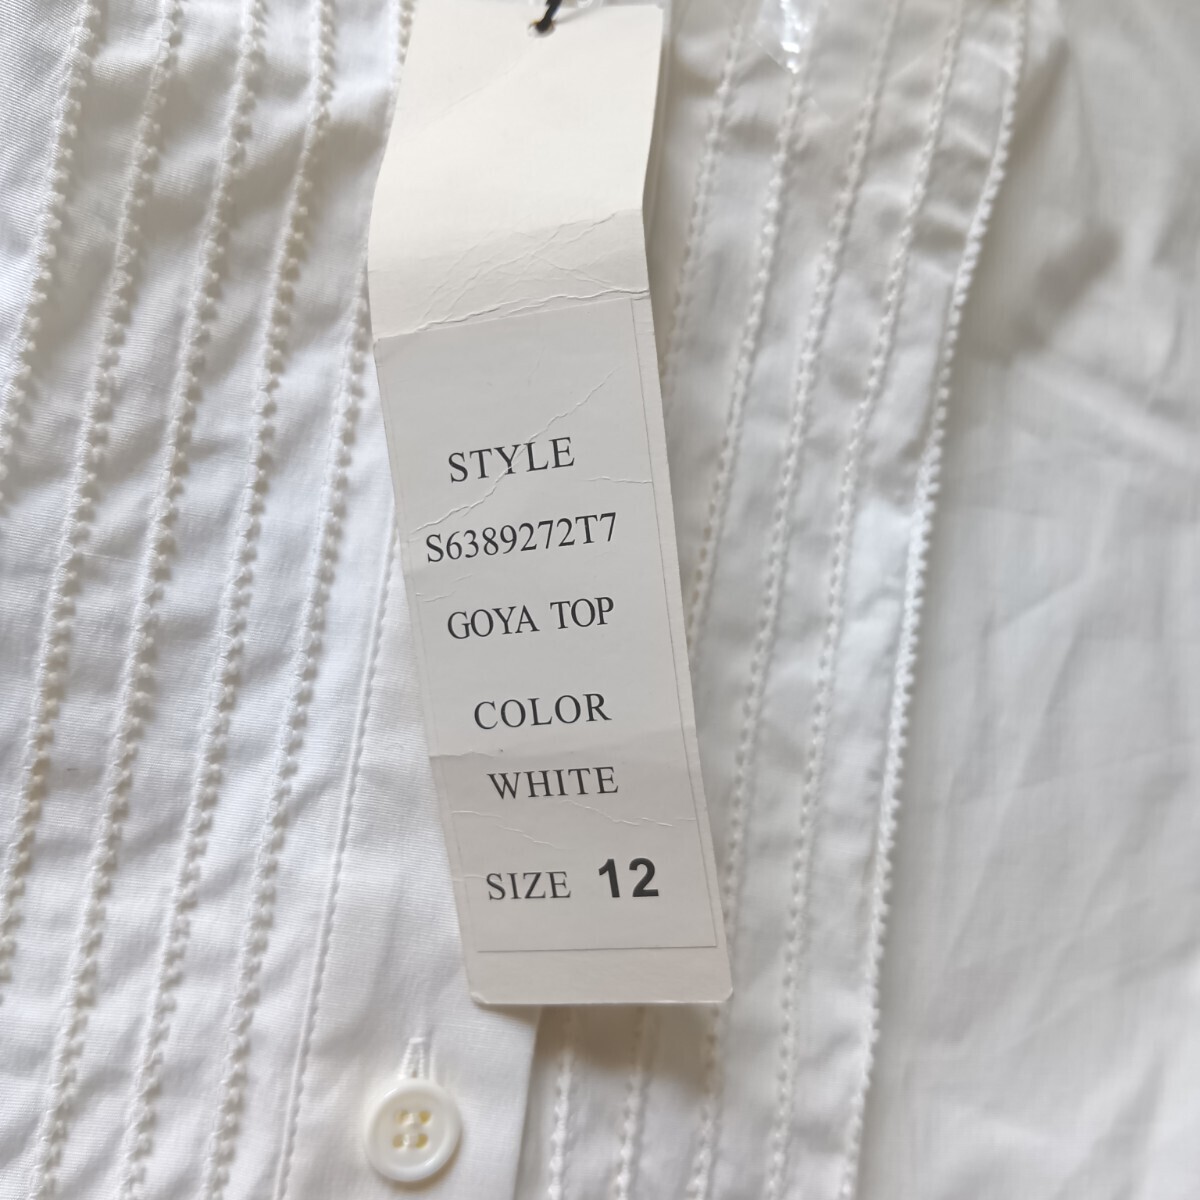 STYLE
S6389272T7
GOYA TOP
COLOR
WHITE
SIZE 12